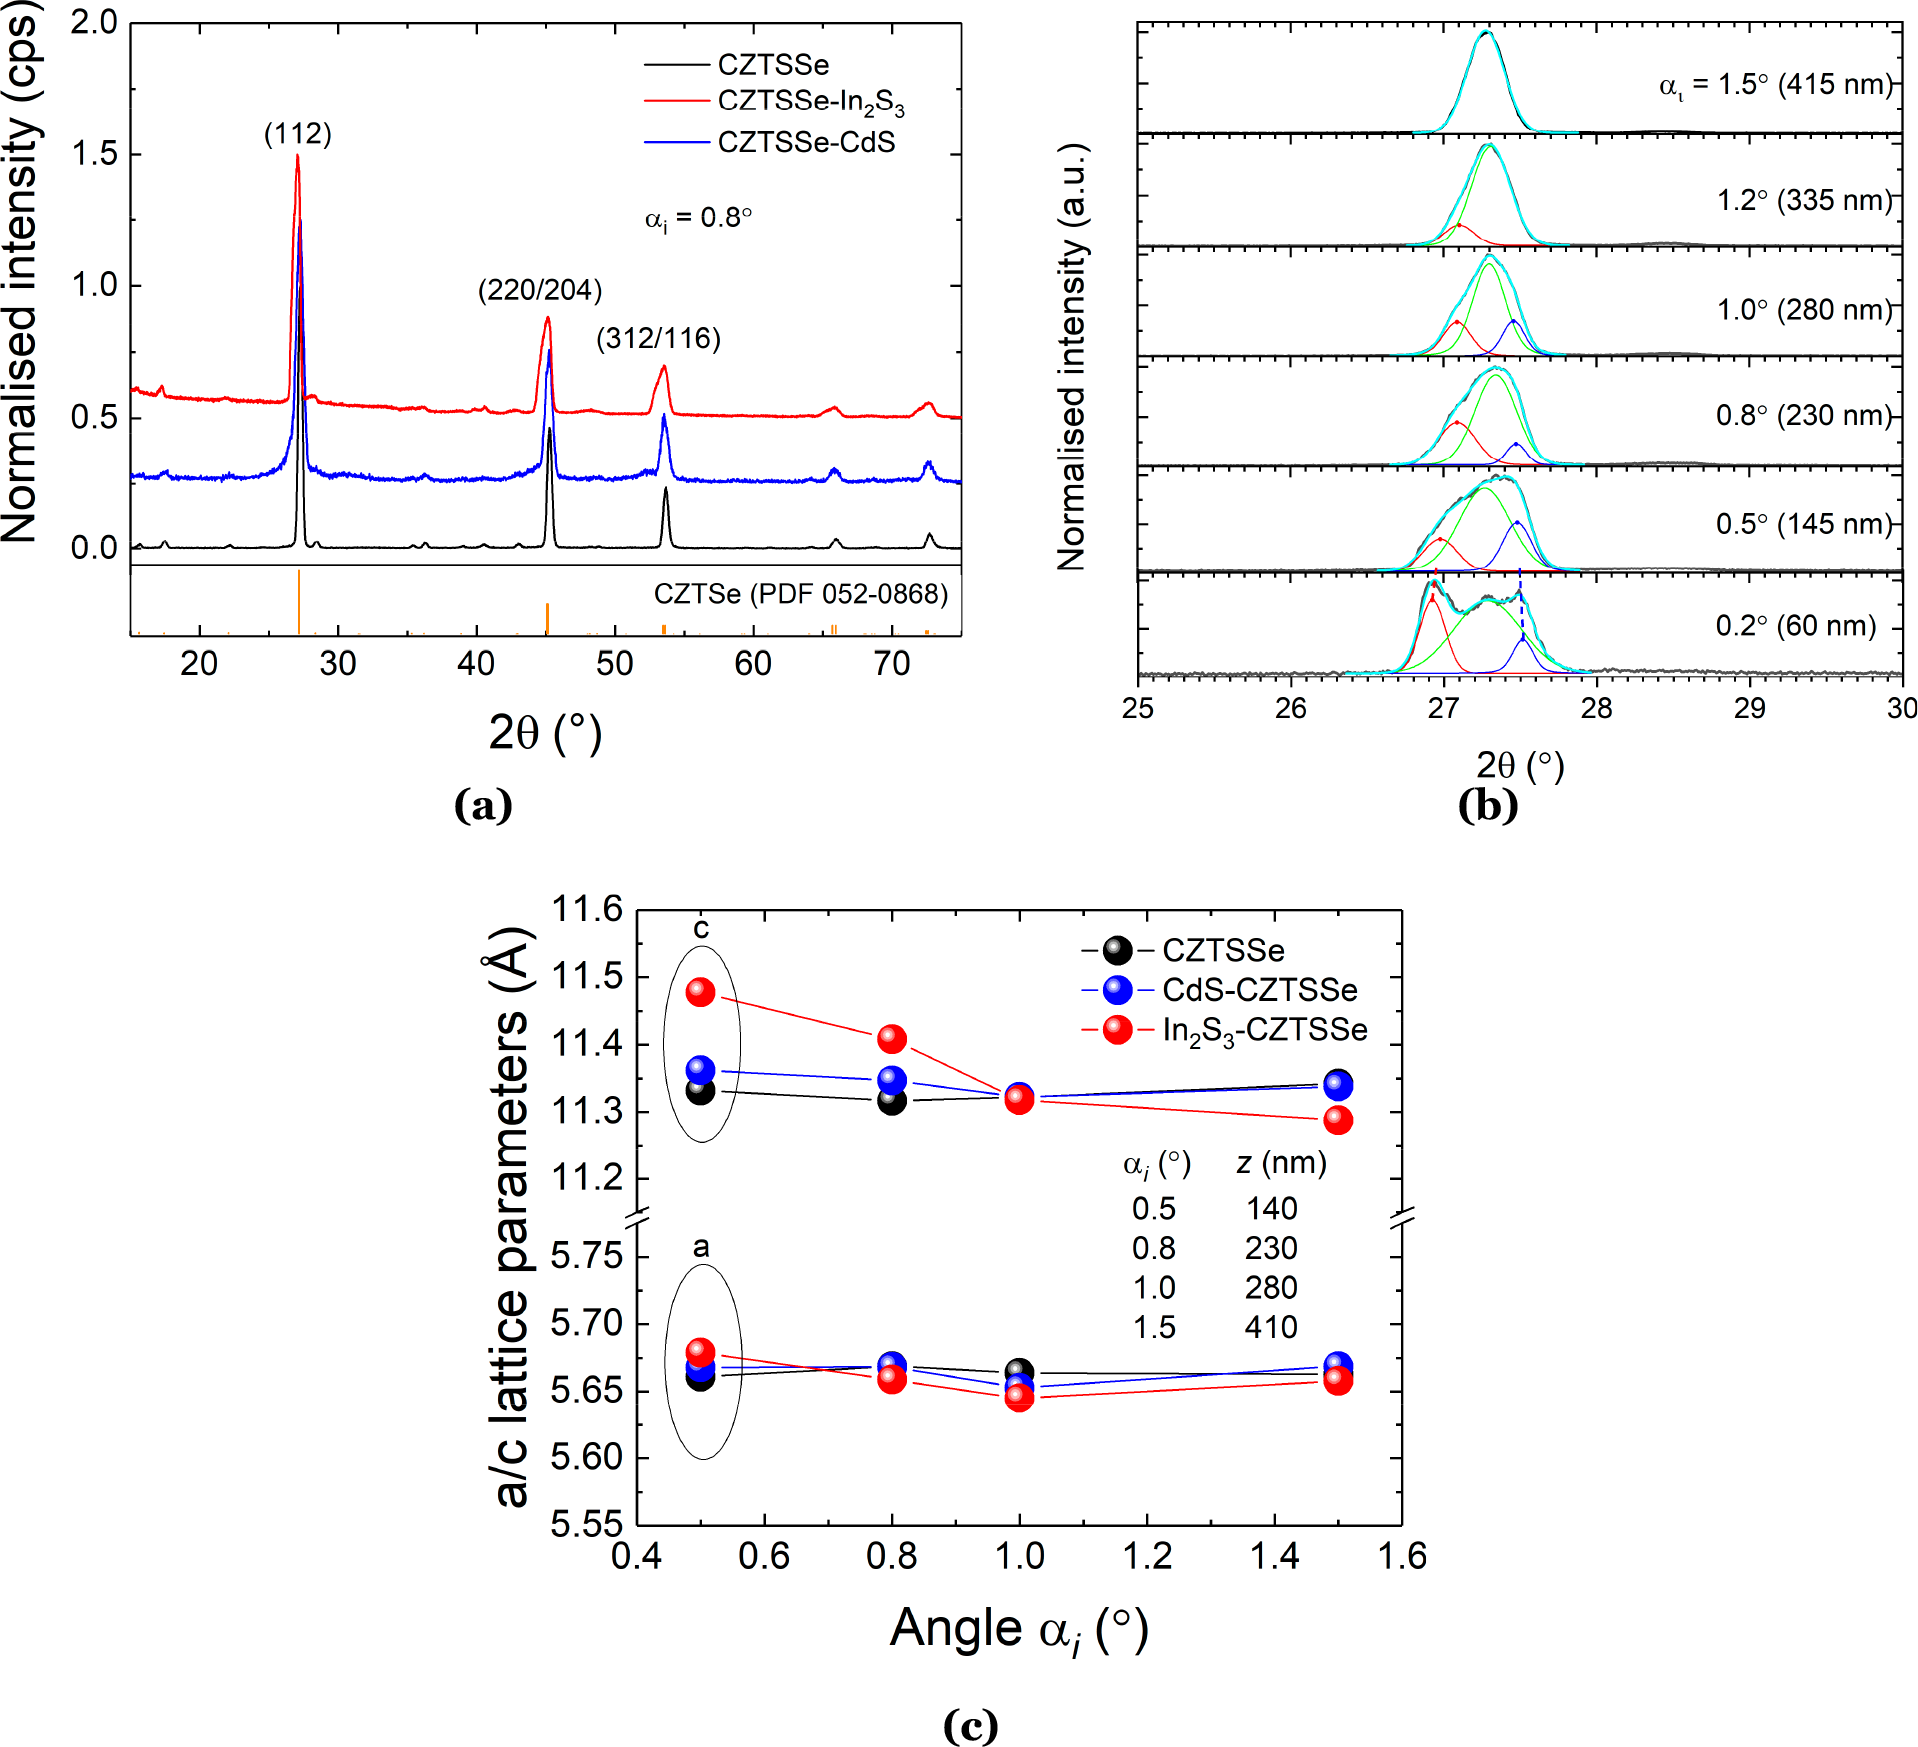 2.0
1.5
1.0
0.5
0.0
Normalised intensity (cps)
CZTSSe
CZTSSe-In₂S₃
CZTSSe-CdS
(112)
αᵢ = 0.8°
(220/204)
(312/116)
CZTSe (PDF 052-0868)
20 30 40 50 60 70
2θ (°)
(a)
Normalised intensity (a.u.)
αι = 1.5° (415 nm)
1.2° (335 nm)
1.0° (280 nm)
0.8° (230 nm)
0.5° (145 nm)
0.2° (60 nm)
25 26 27 28 29 30
2θ (°)
(b)
a/c lattice parameters (Å)
11.6
11.5
11.4
11.3
11.2
5.75
5.70
5.65
5.60
5.55
c
a
CZTSSe
CdS-CZTSSe
In₂S₃-CZTSSe
αᵢ (°) z (nm)
0.5 140
0.8 230
1.0 280
1.5 410
0.4 0.6 0.8 1.0 1.2 1.4 1.6
Angle αᵢ (°)
(c)